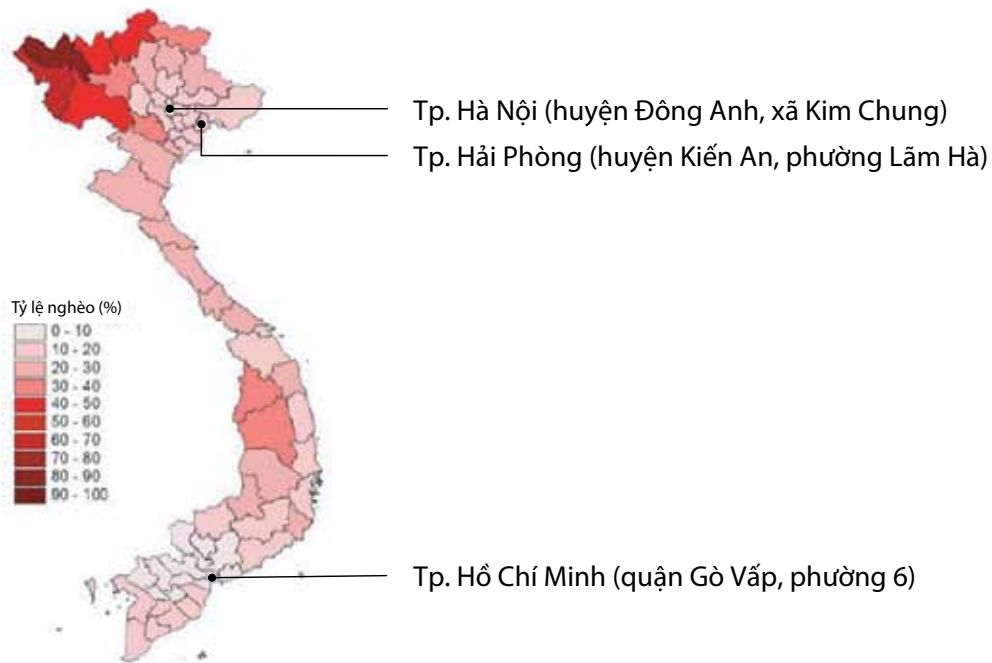 Tp. Hà Nội (huyện Đông Anh, xã Kim Chung)
Tp. Hải Phòng (huyện Kiến An, phường Lãm Hà)
Tỷ lệ nghèo (%)
0 - 10
10 - 20
20 - 30
30 - 40
40 - 50
50 - 60
60 - 70
70 - 80
80 - 90
90 - 100
Tp. Hồ Chí Minh (quận Gò Vấp, phường 6)